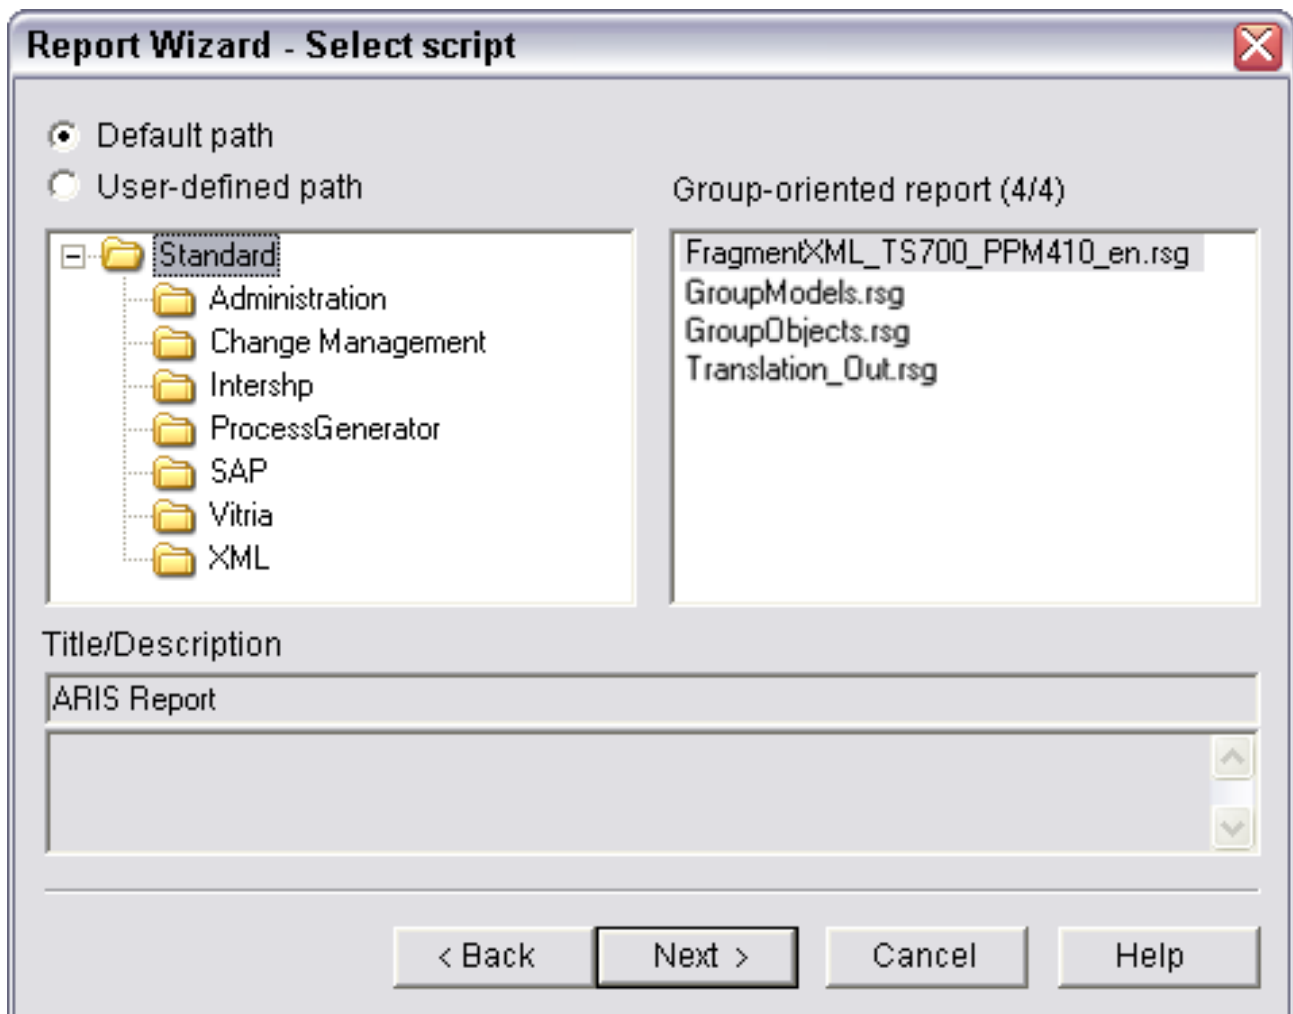 Report Wizard - Select script
Default path
User-defined path
Standard
Administration
Change Management
Intershp
ProcessGenerator
SAP
Vitria
XML
Group-oriented report (4/4)
FragmentXML_TS700_PPM410_en.rsg
GroupModels.rsg
GroupObjects.rsg
Translation_Out.rsg
Title/Description
ARIS Report
< Back
Next >
Cancel
Help